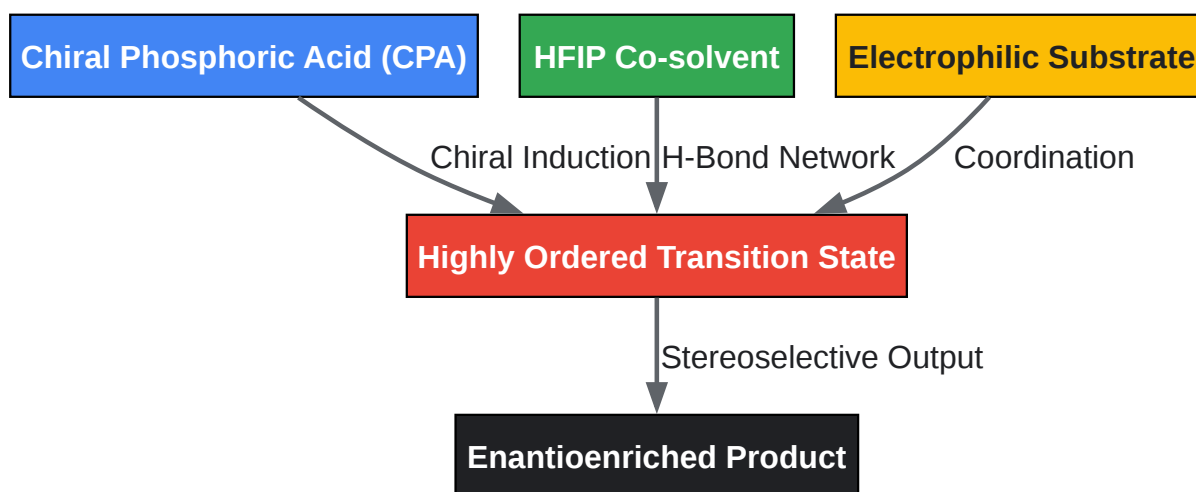 Chiral Phosphoric Acid (CPA)
HFIP Co-solvent
Electrophilic Substrate
Chiral Induction
H-Bond Network
Coordination
Highly Ordered Transition State
Stereoselective Output
Enantioenriched Product